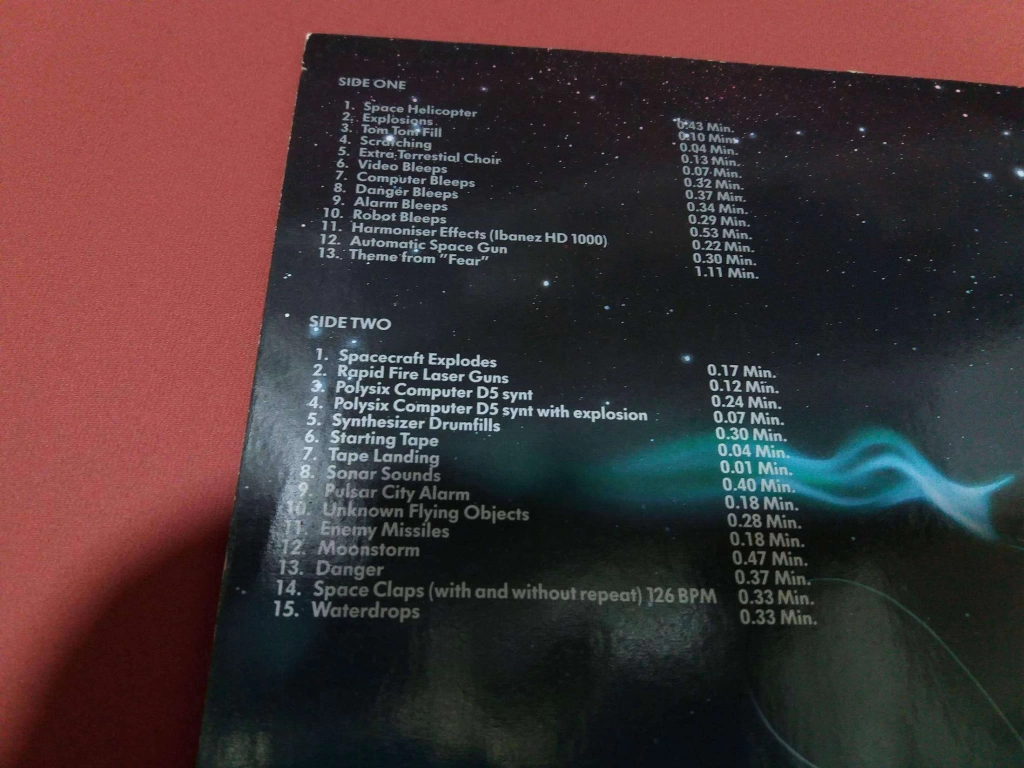 SIDE ONE
1. Space Helicopter 0.43 Min.
2. Explosions 0.10 Min.
3. Tom Tom Fill 0.04 Min.
4. Scratching 0.13 Min.
5. Extra Terrestial Choir 0.07 Min.
6. Video Bleeps 0.32 Min.
7. Computer Bleeps 0.37 Min.
8. Danger Bleeps 0.34 Min.
9. Alarm Bleeps 0.29 Min.
10. Robot Bleeps 0.53 Min.
11. Harmoniser Effects (Ibanez HD 1000) 0.22 Min.
12. Automatic Space Gun 0.30 Min.
13. Theme from "Fear" 1.11 Min.
SIDE TWO
1. Spacecraft Explodes 0.17 Min.
2. Rapid Fire Laser Guns 0.12 Min.
3. Polysix Computer D5 synt 0.24 Min.
4. Polysix Computer D5 synt with explosion 0.07 Min.
5. Synthesizer Drumfills 0.30 Min.
6. Starting Tape 0.04 Min.
7. Tape Landing 0.01 Min.
8. Sonar Sounds 0.40 Min.
9. Pulsar City Alarm 0.18 Min.
10. Unknown Flying Objects 0.28 Min.
11. Enemy Missiles 0.18 Min.
12. Moonstorm 0.47 Min.
13. Danger 0.37 Min.
14. Space Claps (with and without repeat) 126 BPM 0.33 Min.
15. Waterdrops 0.33 Min.